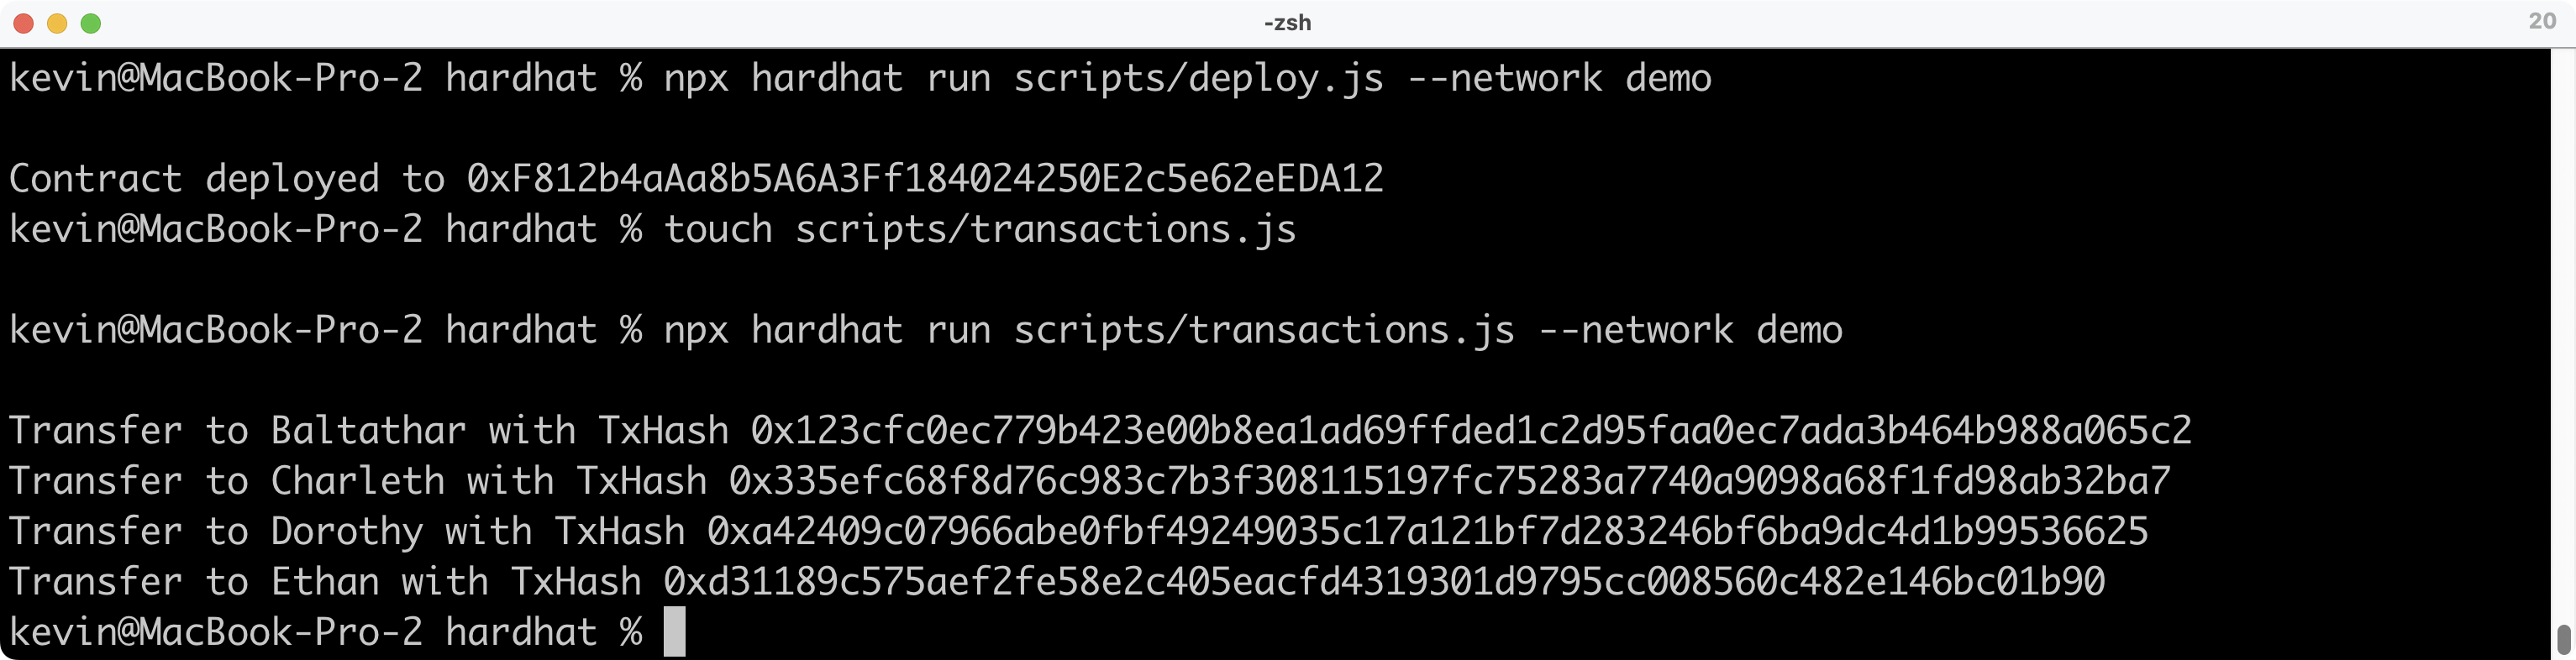 -zsh
20
kevin@MacBook-Pro-2 hardhat % npx hardhat run scripts/deploy.js --network demo
Contract deployed to 0xF812b4aAa8b5A6A3Ff184024250E2c5e62eEDA12
kevin@MacBook-Pro-2 hardhat % touch scripts/transactions.js
kevin@MacBook-Pro-2 hardhat % npx hardhat run scripts/transactions.js --network demo
Transfer to Baltathar with TxHash 0x123cfc0ec779b423e00b8ea1ad69ffded1c2d95faa0ec7ada3b464b988a065c2
Transfer to Charleth with TxHash 0x335efc68f8d76c983c7b3f308115197fc75283a7740a9098a68f1fd98ab32ba7
Transfer to Dorothy with TxHash 0xa42409c07966abe0fbf49249035c17a121bf7d283246bf6ba9dc4d1b99536625
Transfer to Ethan with TxHash 0xd31189c575aef2fe58e2c405eacfd4319301d9795cc008560c482e146bc01b90
kevin@MacBook-Pro-2 hardhat %